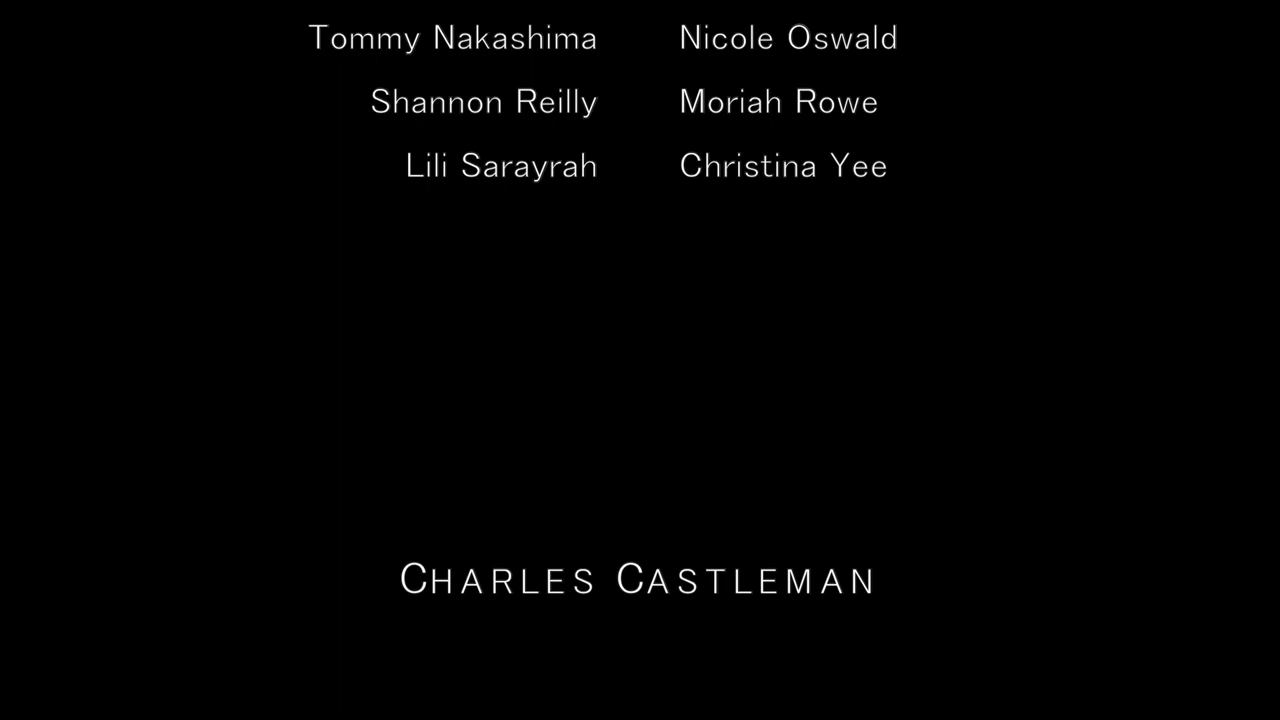 Tommy Nakashima Nicole Oswald
Shannon Reilly Moriah Rowe
Lili Sarayrah Christina Yee
CHARLES CASTLEMAN